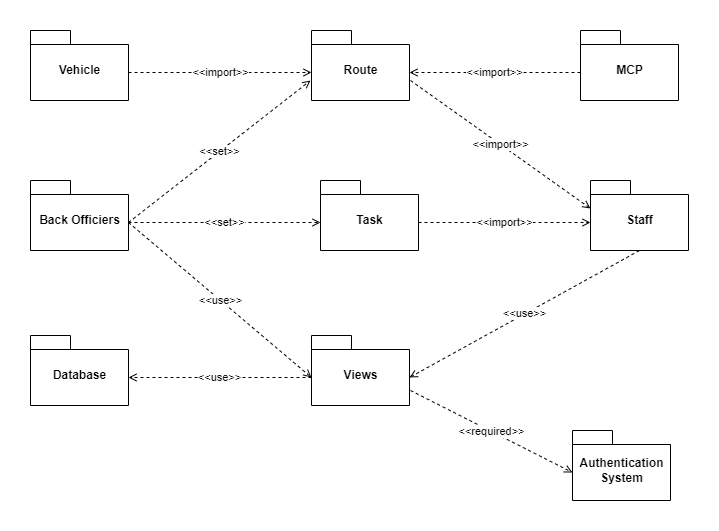 Vehicle
<<import>>
Route
<<import>>
MCP
<<set>>
<<import>>
Back Officiers
<<set>>
Task
<<import>>
Staff
<<use>>
<<use>>
Database
<<use>>
Views
<<required>>
Authentication
System